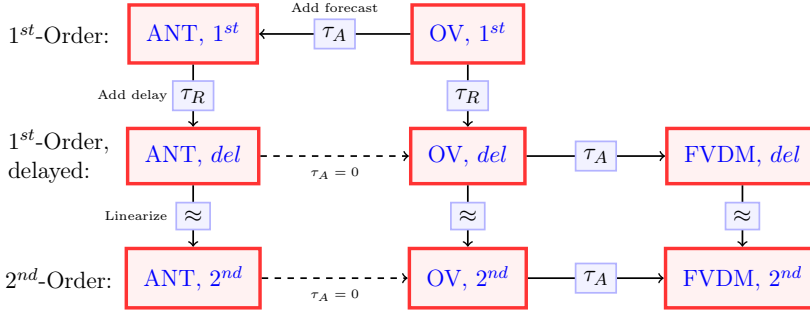 Add forecast
1st-Order: ANT, 1st τA OV, 1st
Add delay τR τR
1st-Order,
delayed: ANT, del τA = 0 OV, del τA FVDM, del
Linearize ≈ ≈ ≈
2nd-Order: ANT, 2nd τA = 0 OV, 2nd τA FVDM, 2nd